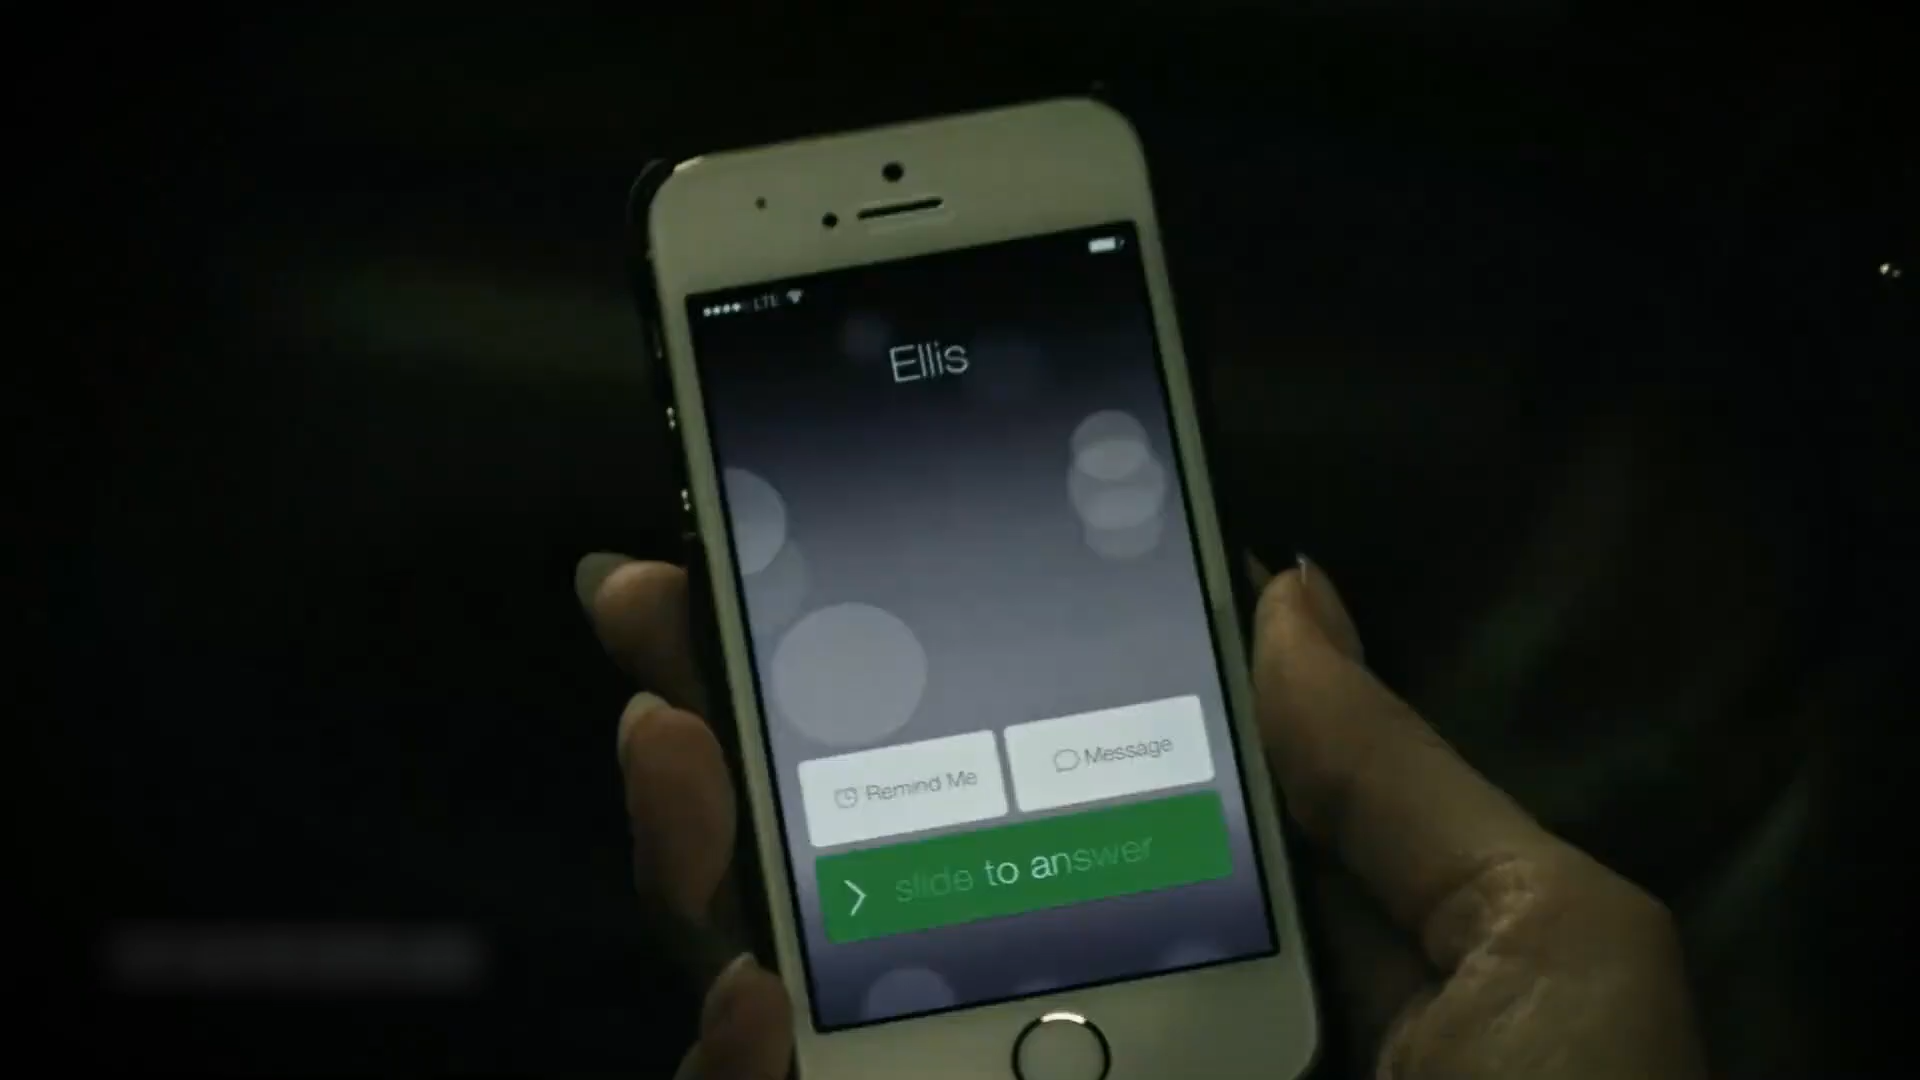 LTE
Ellis
Remind Me
Message
slide to answer